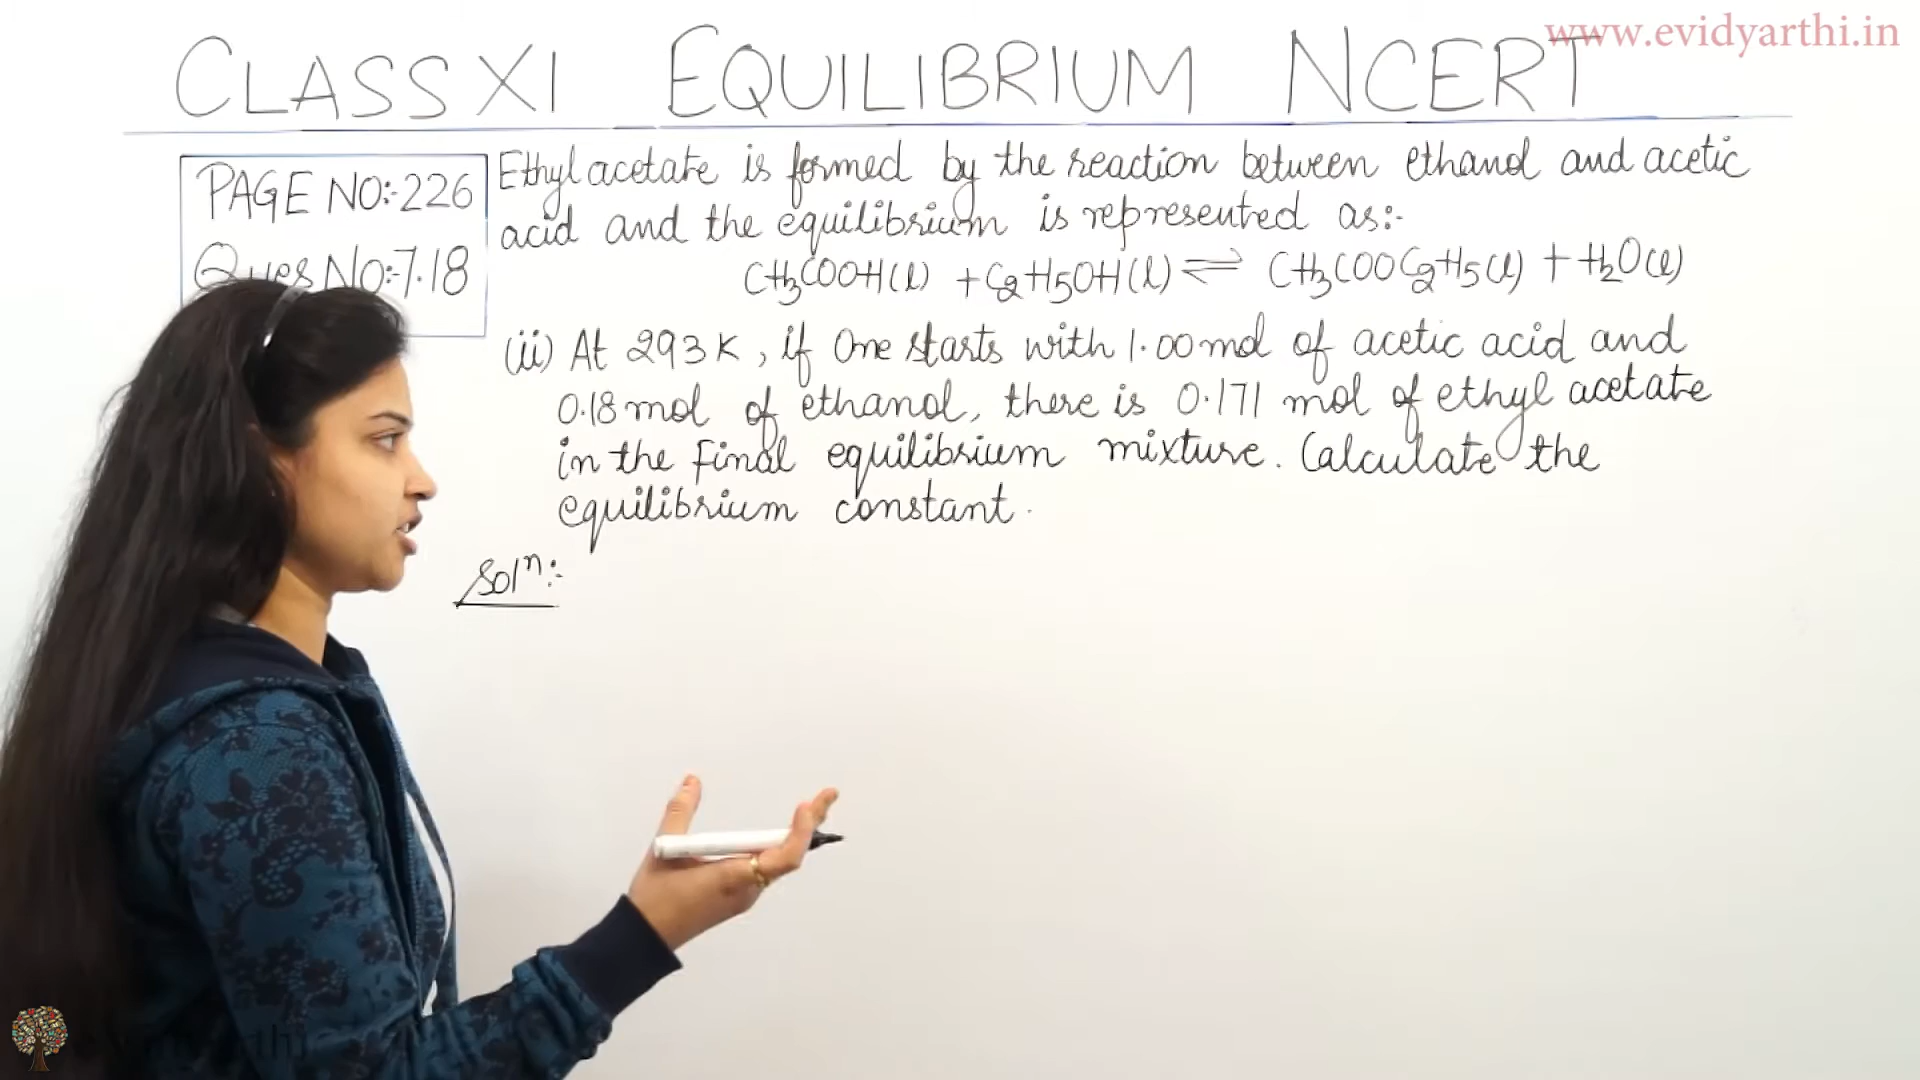 www.evidyarthi.in
CLASS XI EQUILIBRIUM NCERT
PAGE NO:-226
Ques No:-7.18
Ethyl acetate is formed by the reaction between ethanol and acetic
acid and the equilibrium is represented as:-
CH3COOH(l) + C2H5OH(l) ⇌ CH3COOC2H5(l) + H2O(l)
(ii) At 293K, if One starts with 1.00 mol of acetic acid and
0.18 mol of ethanol, there is 0.171 mol of ethyl acetate
in the final equilibrium mixture. Calculate the
equilibrium constant.
Solⁿ:-